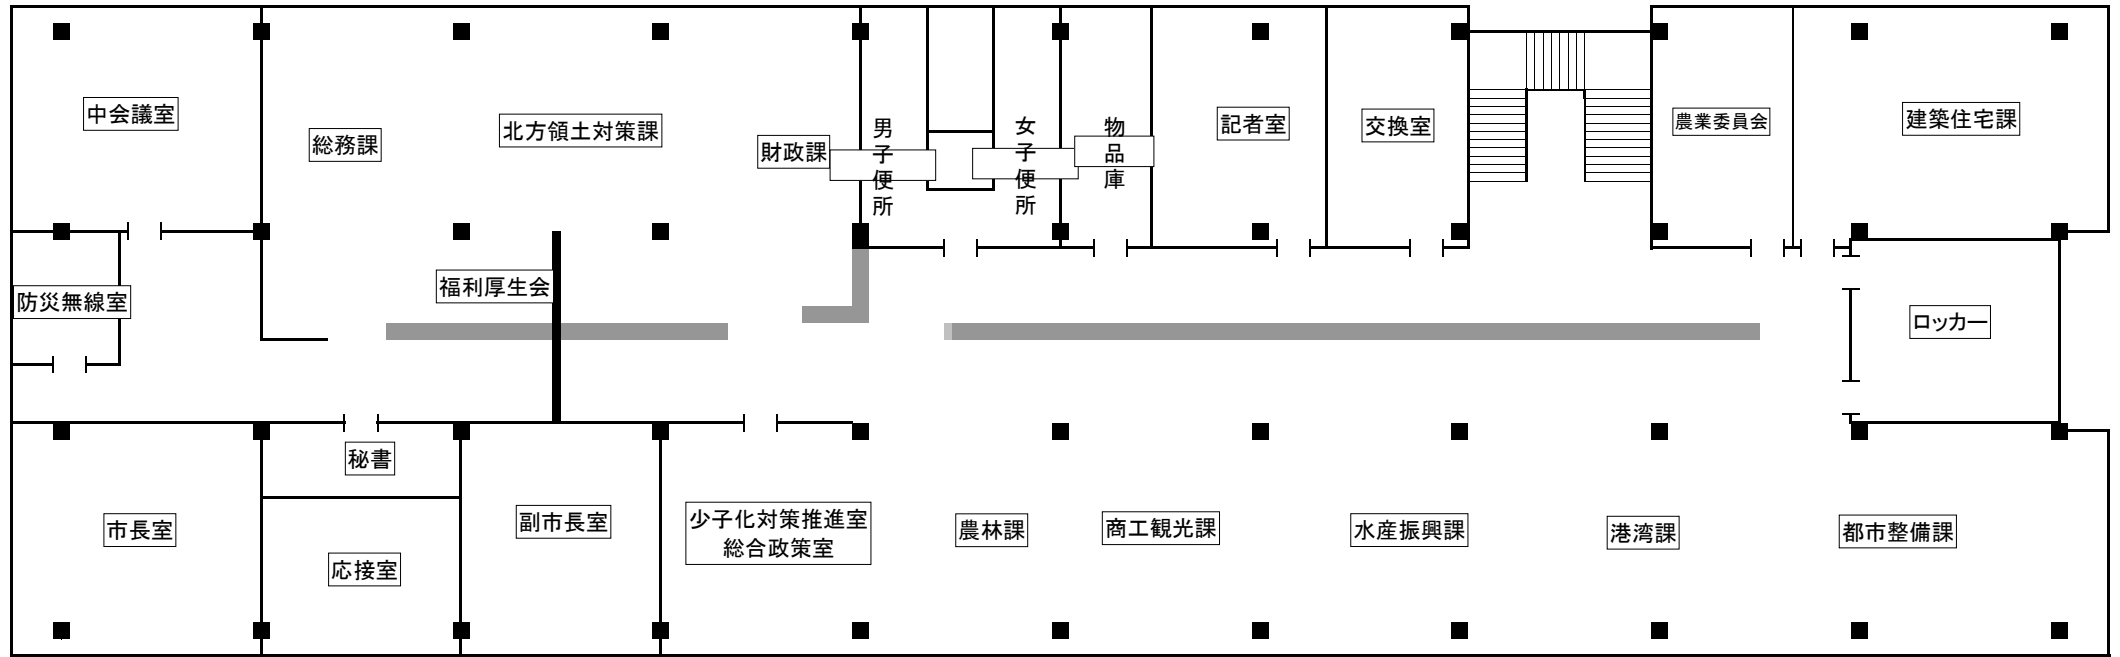 中会議室
総務課
北方領土対策課
財政課
男子便所
女子便所
物品庫
記者室
交換室
農業委員会
建築住宅課
防災無線室
福利厚生会
ロッカー
秘書
市長室
応接室
副市長室
少子化対策推進室
総合政策室
農林課
商工観光課
水産振興課
港湾課
都市整備課